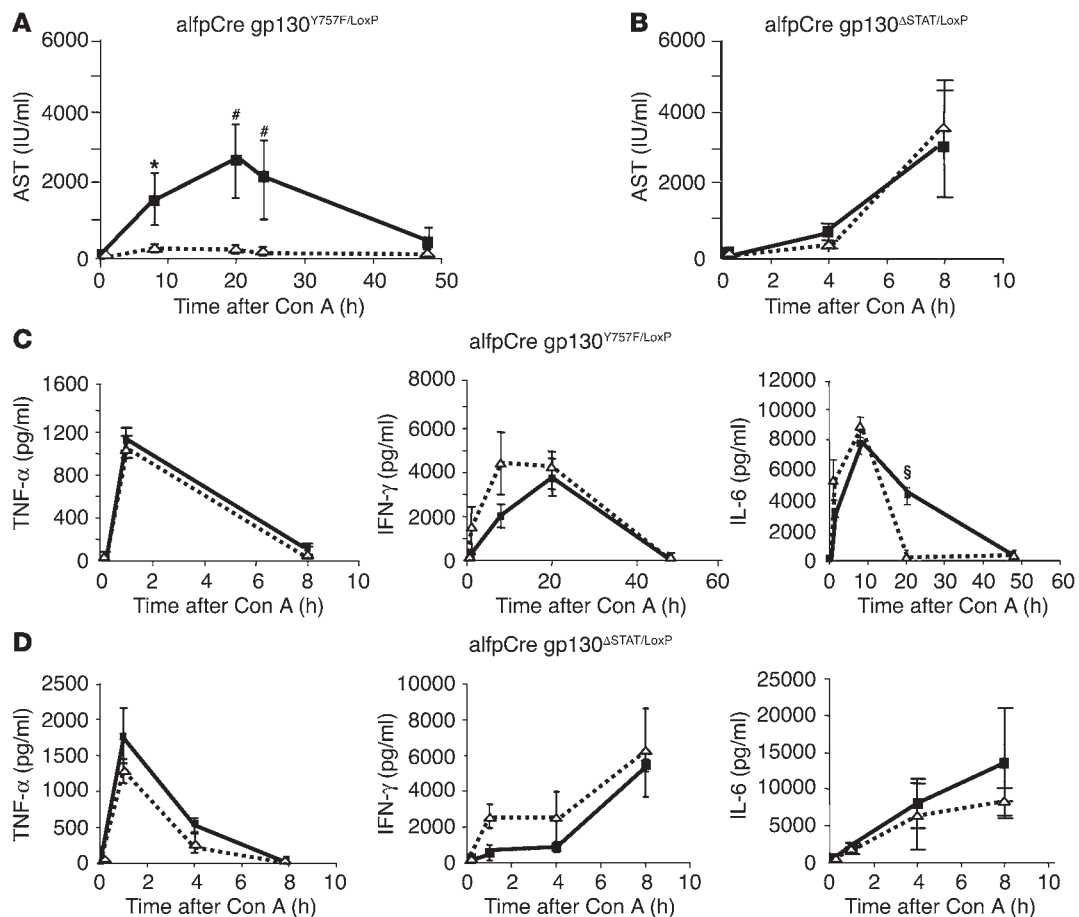 A
alfpCre gp130Y757F/LoxP
AST (IU/ml)
6000
4000
2000
0
*
#
#
0 10 20 30 40 50
Time after Con A (h)
B
alfpCre gp130ΔSTAT/LoxP
AST (IU/ml)
6000
4000
2000
0
0 2 4 6 8 10
Time after Con A (h)
C
alfpCre gp130Y757F/LoxP
TNF-α (pg/ml)
1600
1200
800
400
0
0 2 4 6 8 10
Time after Con A (h)
IFN-γ (pg/ml)
8000
6000
4000
2000
0
0 20 40 60
Time after Con A (h)
IL-6 (pg/ml)
12000
10000
8000
6000
4000
2000
0
§
0 10 20 30 40 50 60
Time after Con A (h)
D
alfpCre gp130ΔSTAT/LoxP
TNF-α (pg/ml)
2500
2000
1500
1000
500
0
0 2 4 6 8 10
Time after Con A (h)
IFN-γ (pg/ml)
10000
8000
6000
4000
2000
0
0 2 4 6 8 10
Time after Con A (h)
IL-6 (pg/ml)
25000
20000
15000
10000
5000
0
0 2 4 6 8 10
Time after Con A (h)